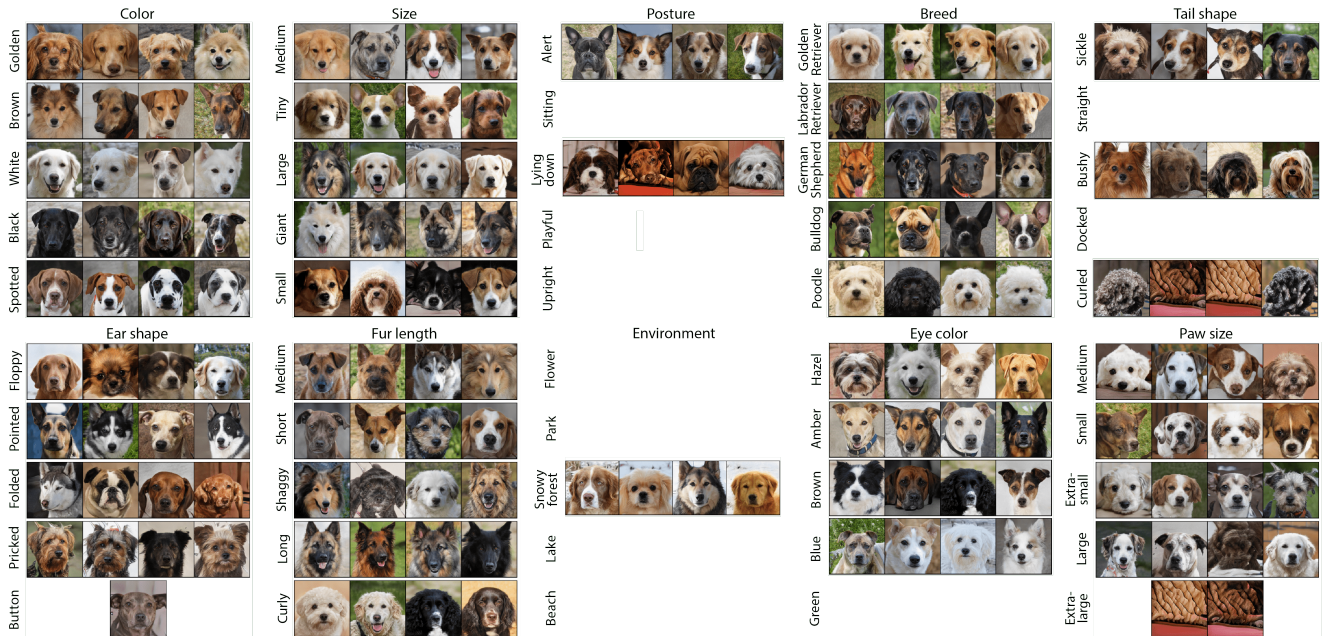 Color
Golden
Brown
White
Black
Spotted
Size
Medium
Tiny
Large
Giant
Small
Posture
Alert
Sitting
Lying
down
Playful
Upright
Breed
Golden
Retriever
Labrador
Retriever
German
Shepherd
Bulldog
Poodle
Tail shape
Sickle
Straight
Bushy
Docked
Curled
Ear shape
Floppy
Pointed
Folded
Pricked
Button
Fur length
Medium
Short
Shaggy
Long
Curly
Environment
Flower
Park
Snowy
forest
Lake
Beach
Eye color
Hazel
Amber
Brown
Blue
Green
Paw size
Medium
Small
Extra-
small
Large
Extra-
large